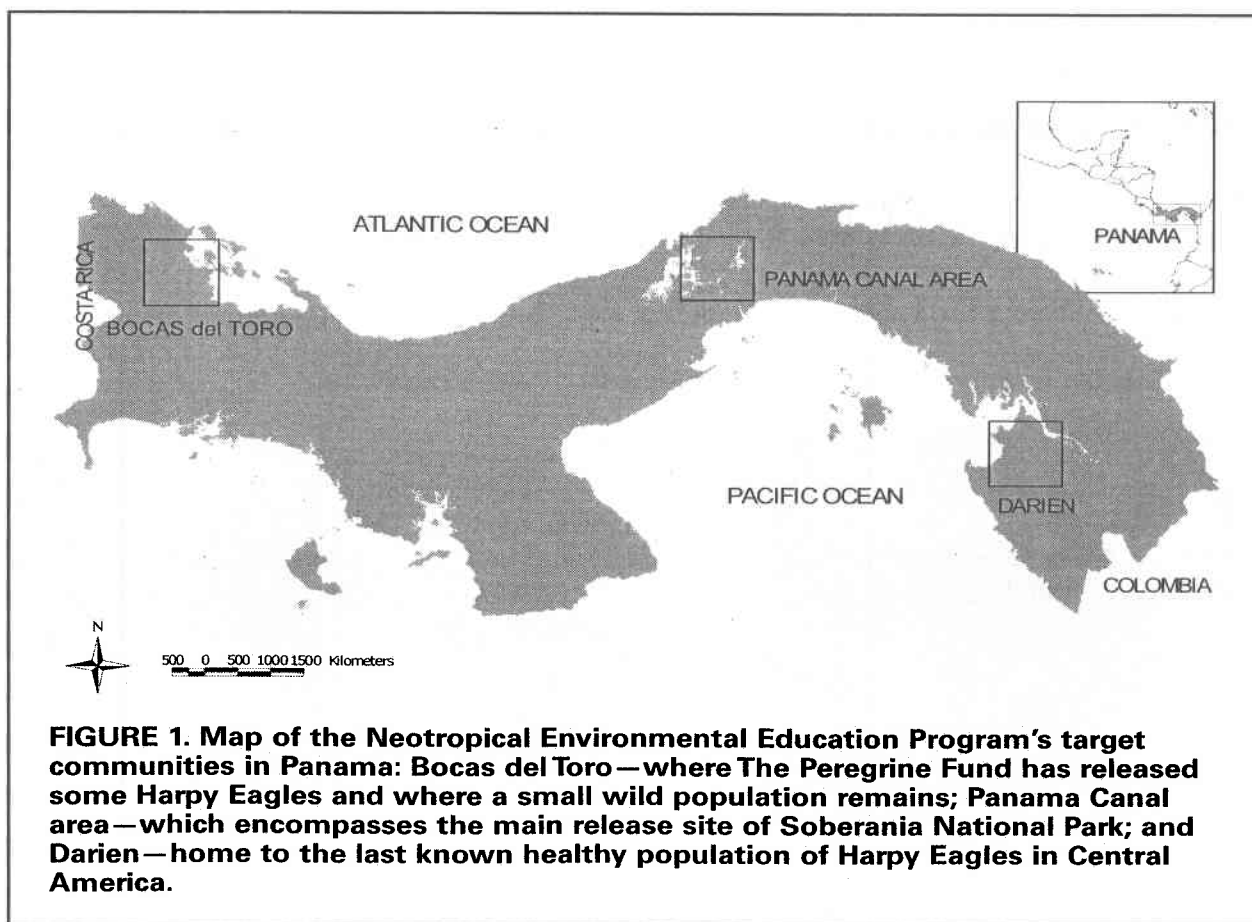 ATLANTIC OCEAN
PANAMA
COSTA RICA
BOCAS del TORO
PANAMA CANAL AREA
PACIFIC OCEAN
DARIEN
COLOMBIA
N
500 0 500 1000 1500 Kilometers
FIGURE 1. Map of the Neotropical Environmental Education Program's target
communities in Panama: Bocas del Toro—where The Peregrine Fund has released
some Harpy Eagles and where a small wild population remains; Panama Canal
area—which encompasses the main release site of Soberania National Park; and
Darien—home to the last known healthy population of Harpy Eagles in Central
America.